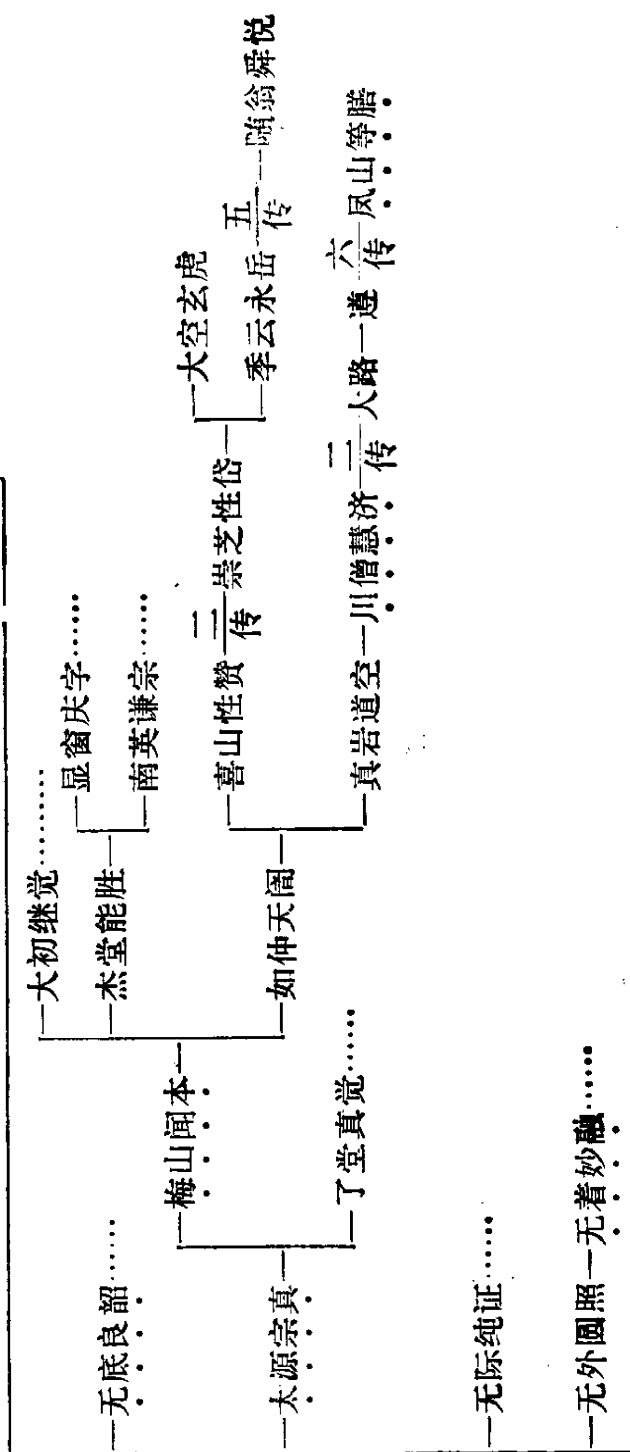 无底良韶……
太源宗真
梅山闻本
大初继觉………
杰堂能胜
显窗庆字……
南英谦宗……
如仲天闇
喜山性赞
二传
崇芝性岱
大空玄虎
季云永岳
五传
随翁舜悦
真岩道空
川僧慧济
二传
大路一遵
六传
凤山等膳
了堂真觉……
无际纯证……
无外圆照
无着妙融……